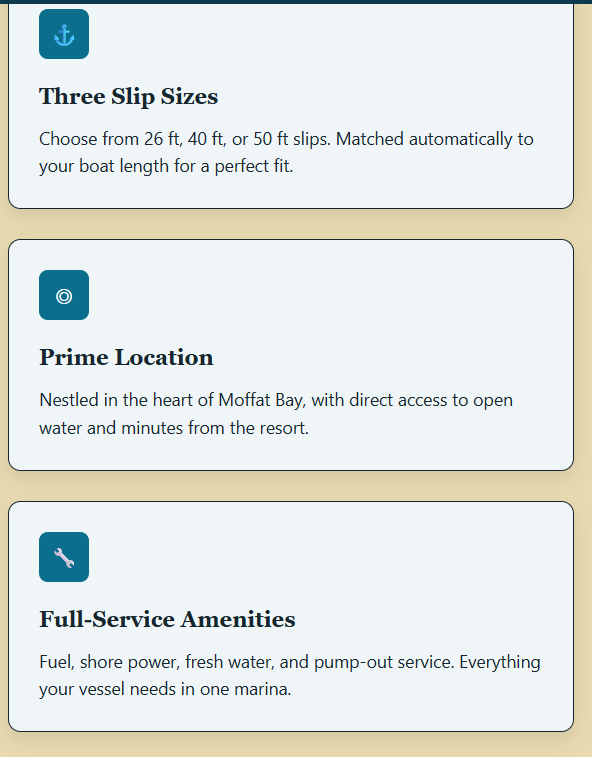 Three Slip Sizes
Choose from 26 ft, 40 ft, or 50 ft slips. Matched automatically to
your boat length for a perfect fit.
Prime Location
Nestled in the heart of Moffat Bay, with direct access to open
water and minutes from the resort.
Full-Service Amenities
Fuel, shore power, fresh water, and pump-out service. Everything
your vessel needs in one marina.